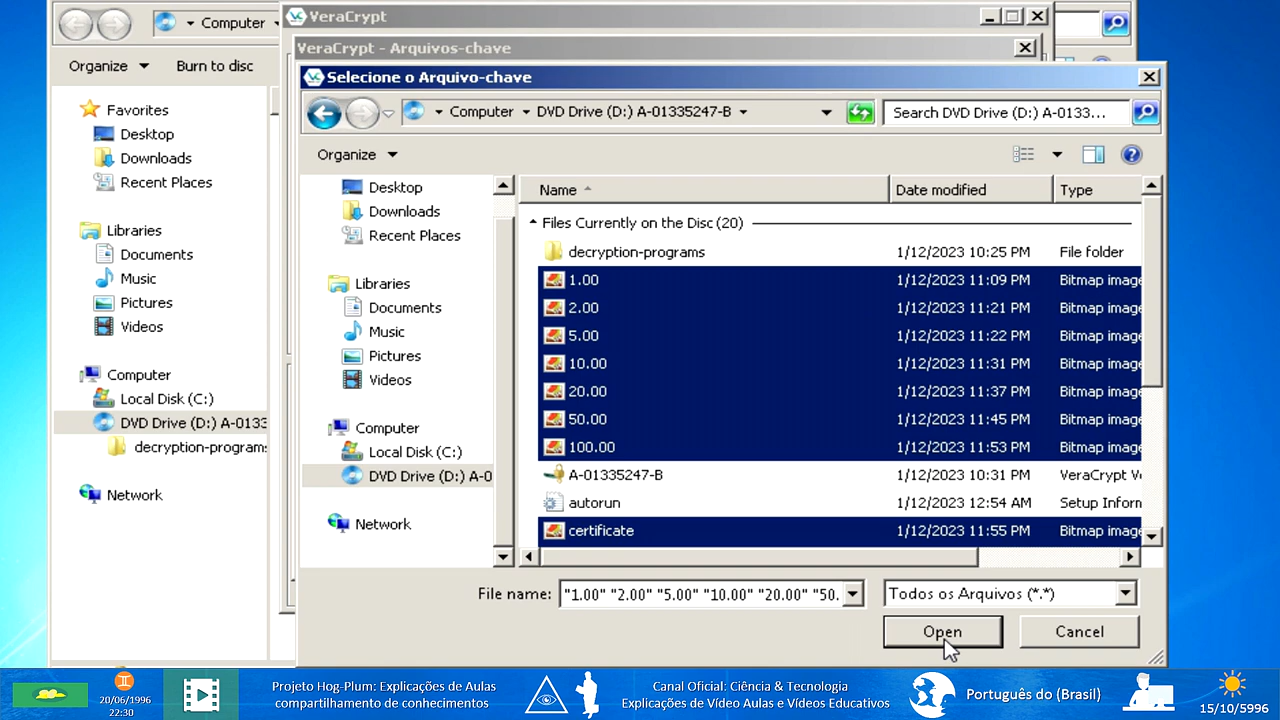 Computer
Organize
Burn to disc
Favorites
Desktop
Downloads
Recent Places
Libraries
Documents
Music
Pictures
Videos
Computer
Local Disk (C:)
DVD Drive (D:) A-0133
decryption-programs
Network
VeraCrypt
VeraCrypt - Arquivos-chave
Selecione o Arquivo-chave
Computer DVD Drive (D:) A-01335247-B
Search DVD Drive (D:) A-0133...
Organize
Desktop
Downloads
Recent Places
Libraries
Documents
Music
Pictures
Videos
Computer
Local Disk (C:)
DVD Drive (D:) A-0
Network
Name Date modified Type
Files Currently on the Disc (20)
decryption-programs 1/12/2023 10:25 PM File folder
1.00 1/12/2023 11:09 PM Bitmap image
2.00 1/12/2023 11:21 PM Bitmap image
5.00 1/12/2023 11:22 PM Bitmap image
10.00 1/12/2023 11:31 PM Bitmap image
20.00 1/12/2023 11:37 PM Bitmap image
50.00 1/12/2023 11:45 PM Bitmap image
100.00 1/12/2023 11:53 PM Bitmap image
A-01335247-B 1/12/2023 10:31 PM VeraCrypt V
autorun 1/12/2023 12:54 AM Setup Inform
certificate 1/12/2023 11:55 PM Bitmap image
File name: "1.00" "2.00" "5.00" "10.00" "20.00" "50.
Todos os Arquivos (*.*)
Open
Cancel
20/06/1996
22:30
Projeto Hog-Plum: Explicações de Aulas
compartilhamento de conhecimentos
Canal Oficial: Ciência & Tecnologia
Explicações de Vídeo Aulas e Vídeos Educativos
Português do (Brasil)
15/10/5996